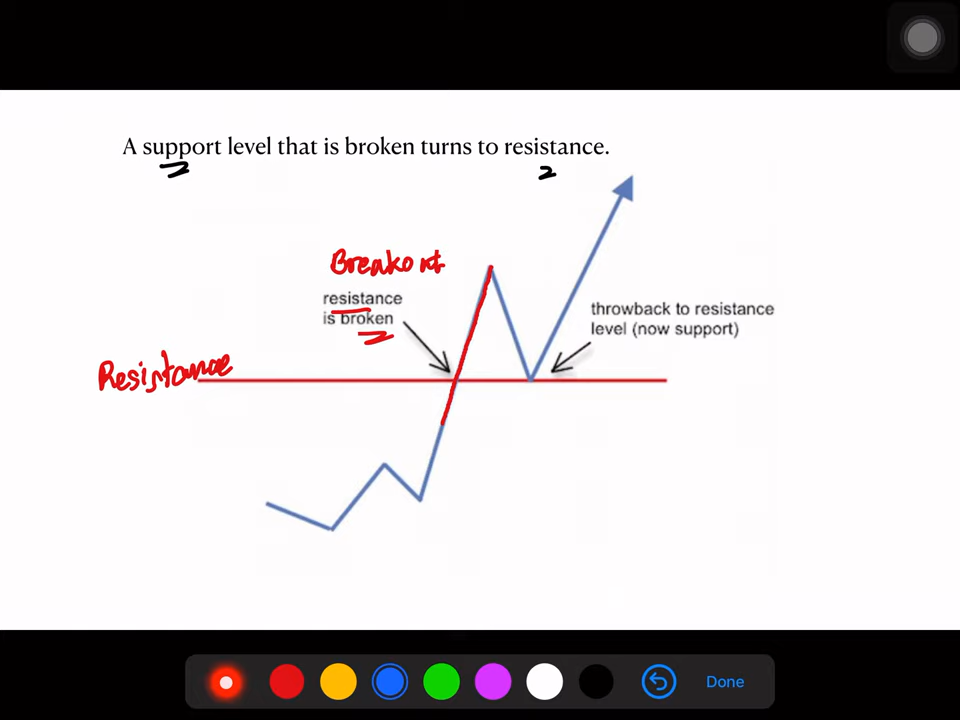 A support level that is broken turns to resistance.
Breakout
resistance
is broken
throwback to resistance
level (now support)
Resistance
Done